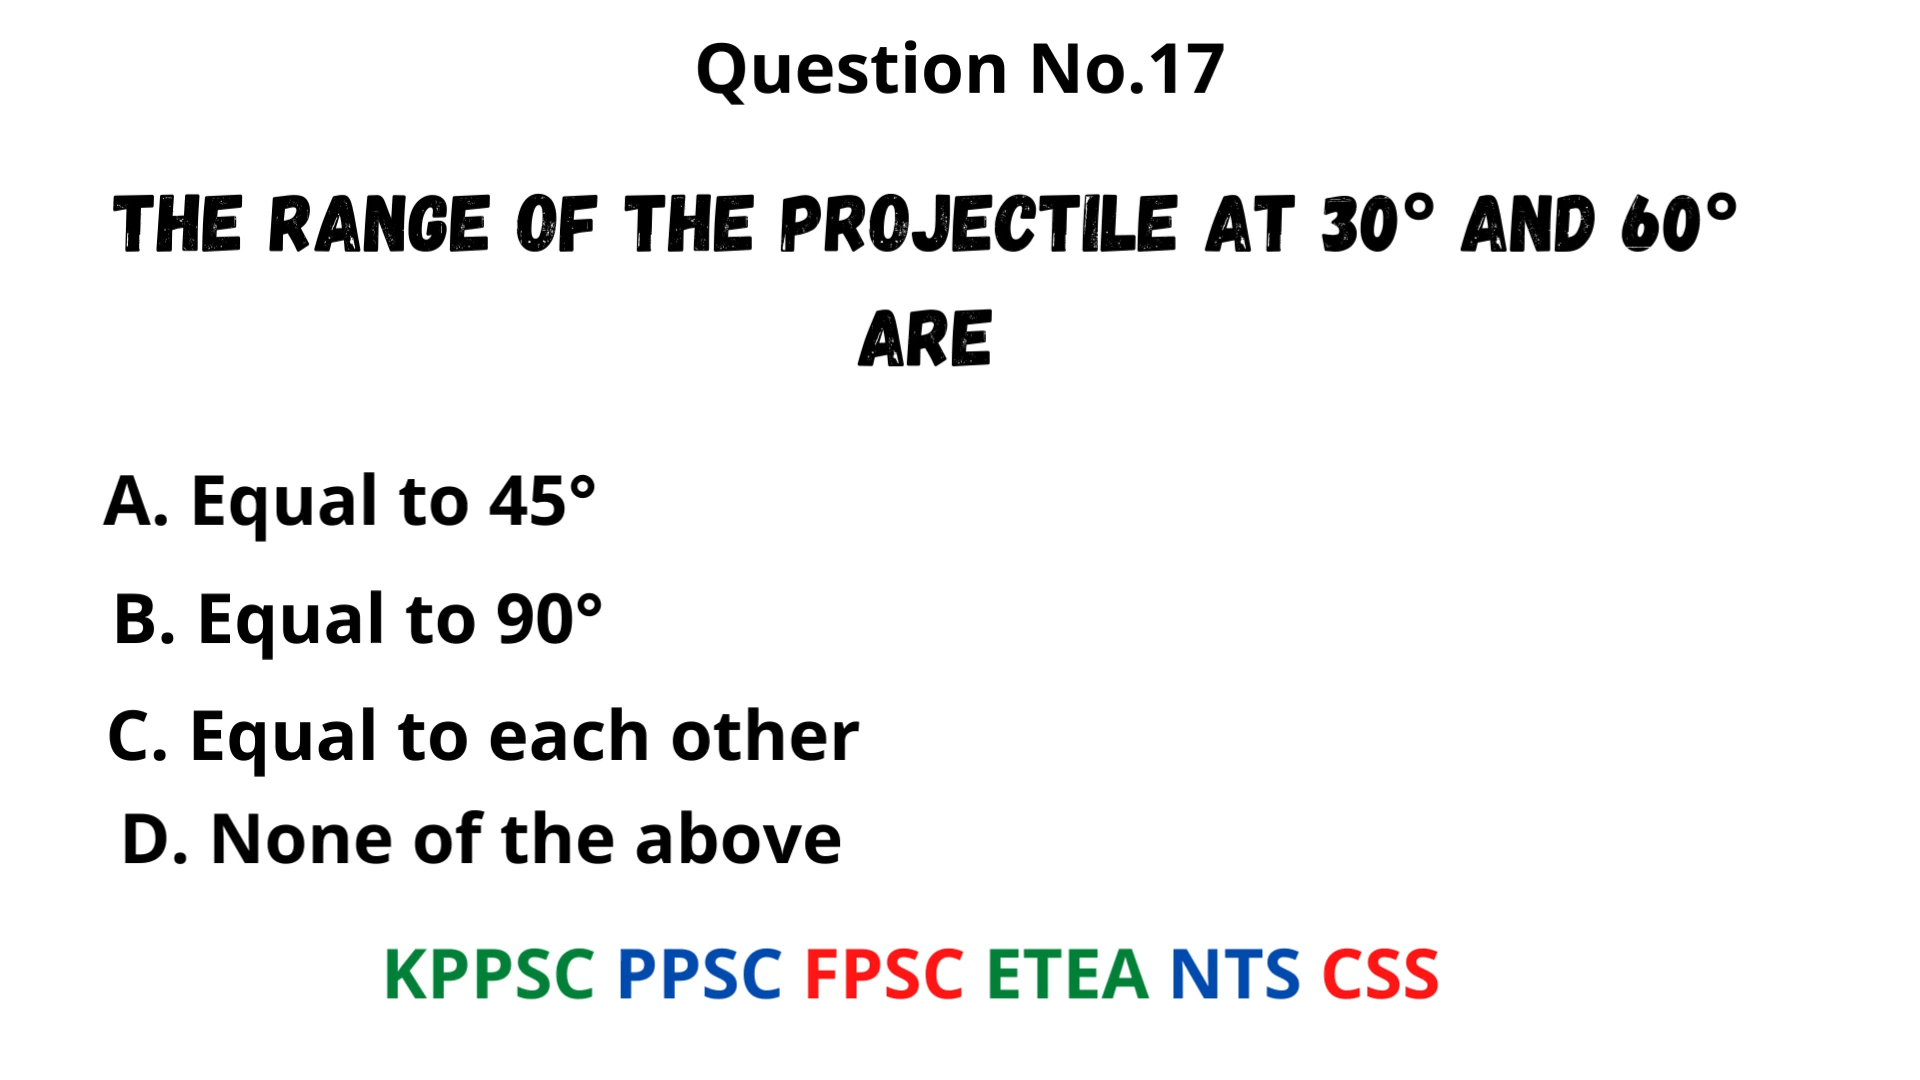 Question No.17
THE RANGE OF THE PROJECTILE AT 30° AND 60°
ARE
A. Equal to 45°
B. Equal to 90°
C. Equal to each other
D. None of the above
KPPSC PPSC FPSC ETEA NTS CSS